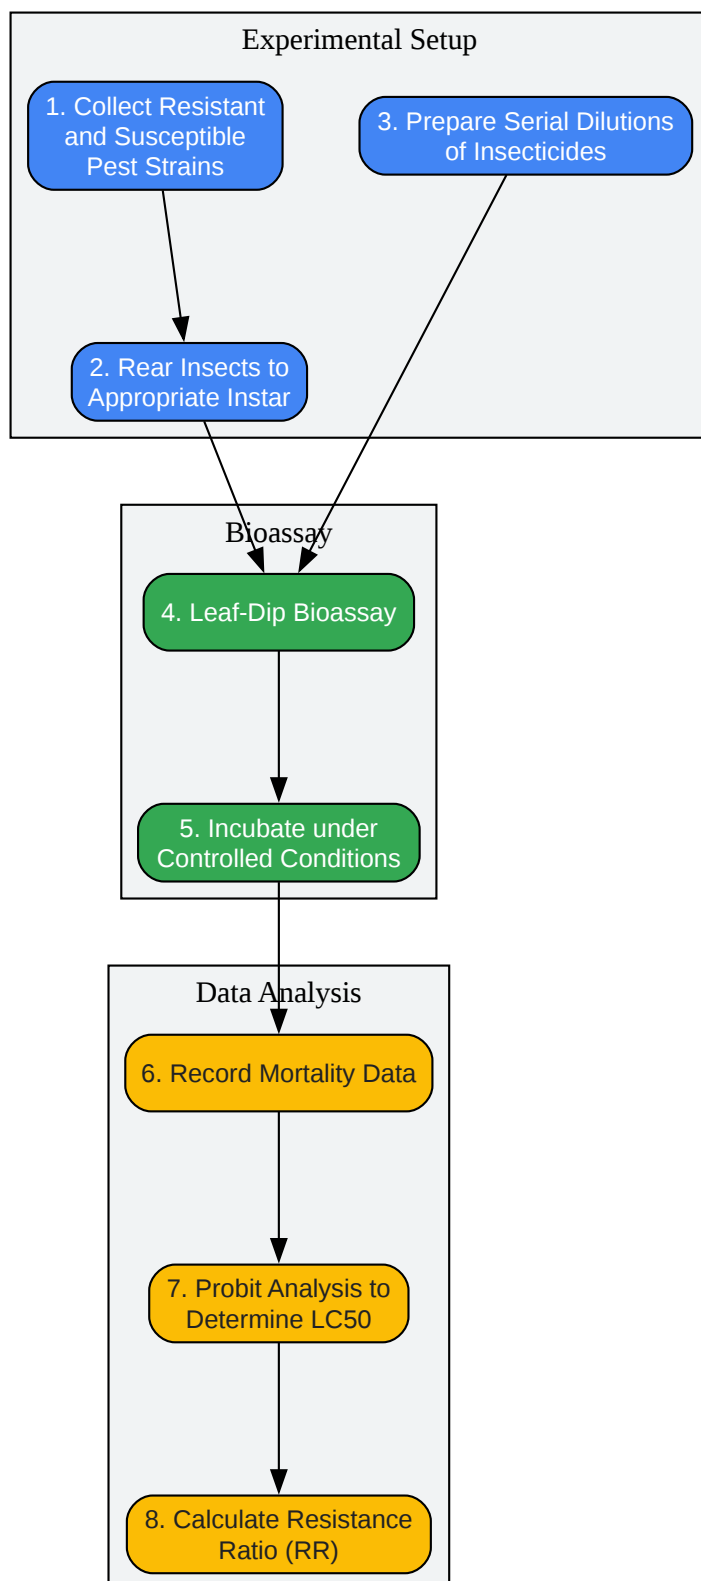 Experimental Setup
1. Collect Resistant
and Susceptible
Pest Strains
3. Prepare Serial Dilutions
of Insecticides
2. Rear Insects to
Appropriate Instar
Bioassay
4. Leaf-Dip Bioassay
5. Incubate under
Controlled Conditions
Data Analysis
6. Record Mortality Data
7. Probit Analysis to
Determine LC50
8. Calculate Resistance
Ratio (RR)